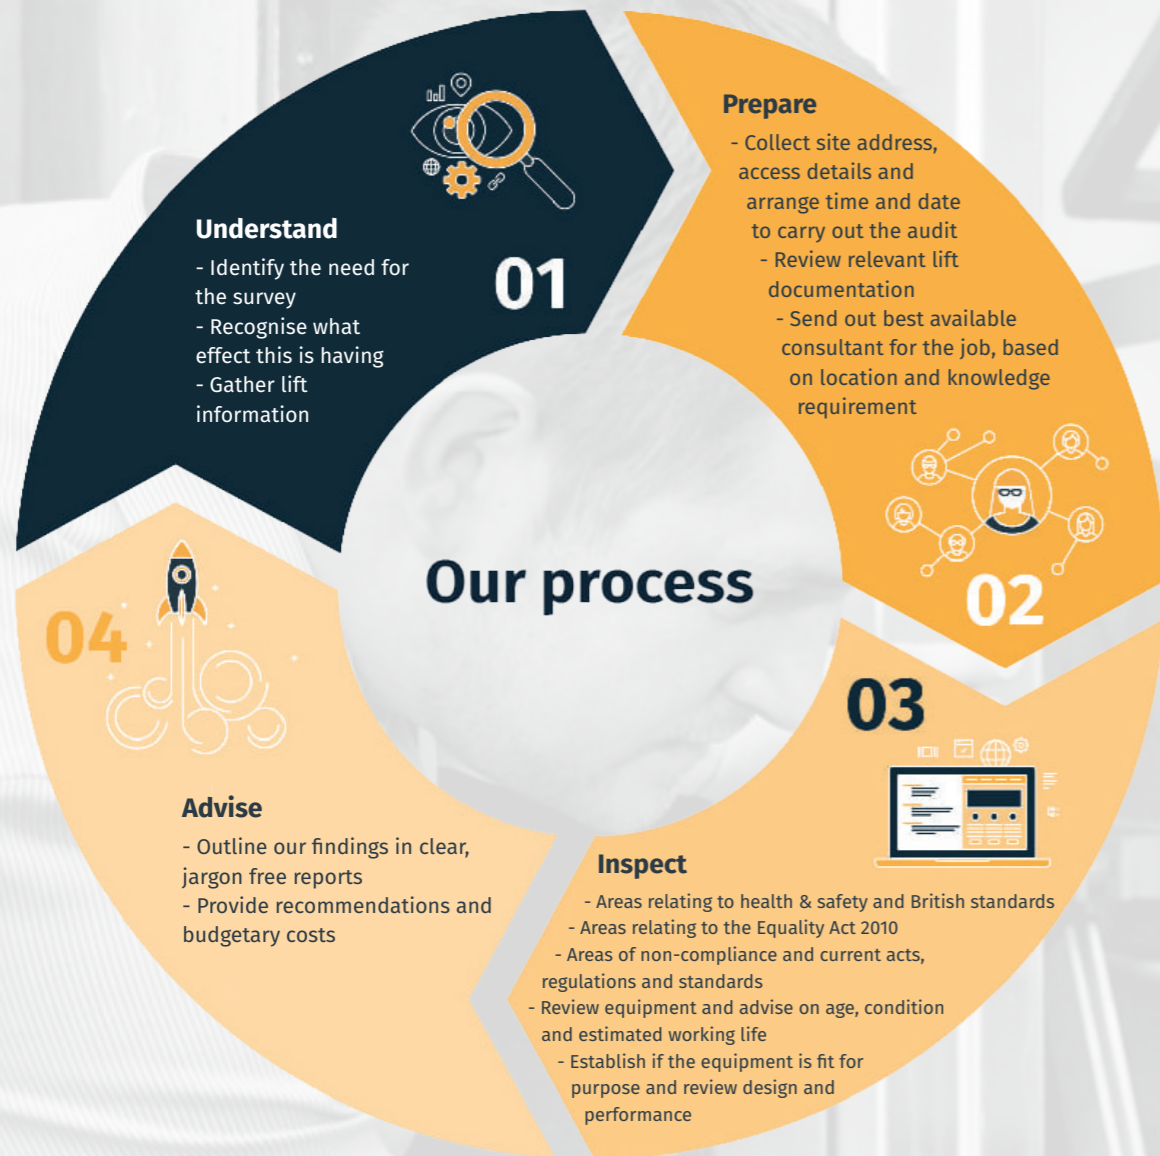 Our process
01
Understand
- Identify the need for
the survey
- Recognise what
effect this is having
- Gather lift
information
Prepare
- Collect site address,
access details and
arrange time and date
to carry out the audit
- Review relevant lift
documentation
- Send out best available
consultant for the job, based
on location and knowledge
requirement
02
03
Inspect
- Areas relating to health & safety and British standards
- Areas relating to the Equality Act 2010
- Areas of non-compliance and current acts,
regulations and standards
- Review equipment and advise on age, condition
and estimated working life
- Establish if the equipment is fit for
purpose and review design and
performance
04
Advise
- Outline our findings in clear,
jargon free reports
- Provide recommendations and
budgetary costs